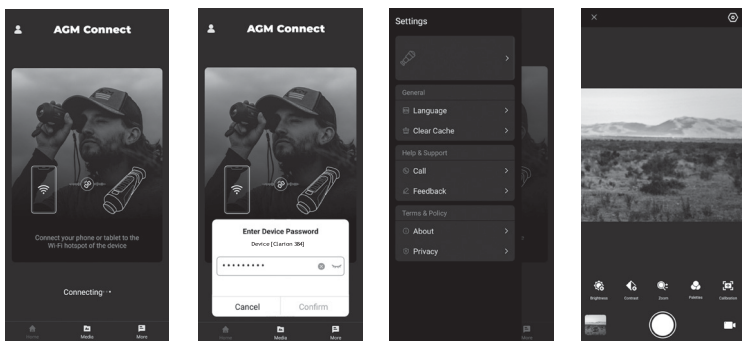 AGM Connect
Connect your phone or tablet to the
Wi-Fi hotspot of the device
Connecting···
Home
Media
More
AGM Connect
Enter Device Password
Device [Clarion 384]
•••••••••
Cancel
Confirm
Home
Media
More
Settings
General
Language
Clear Cache
Help & Support
Call
Feedback
Terms & Policy
About
Privacy
More
Brightness
Contrast
Zoom
Palettes
Calibration